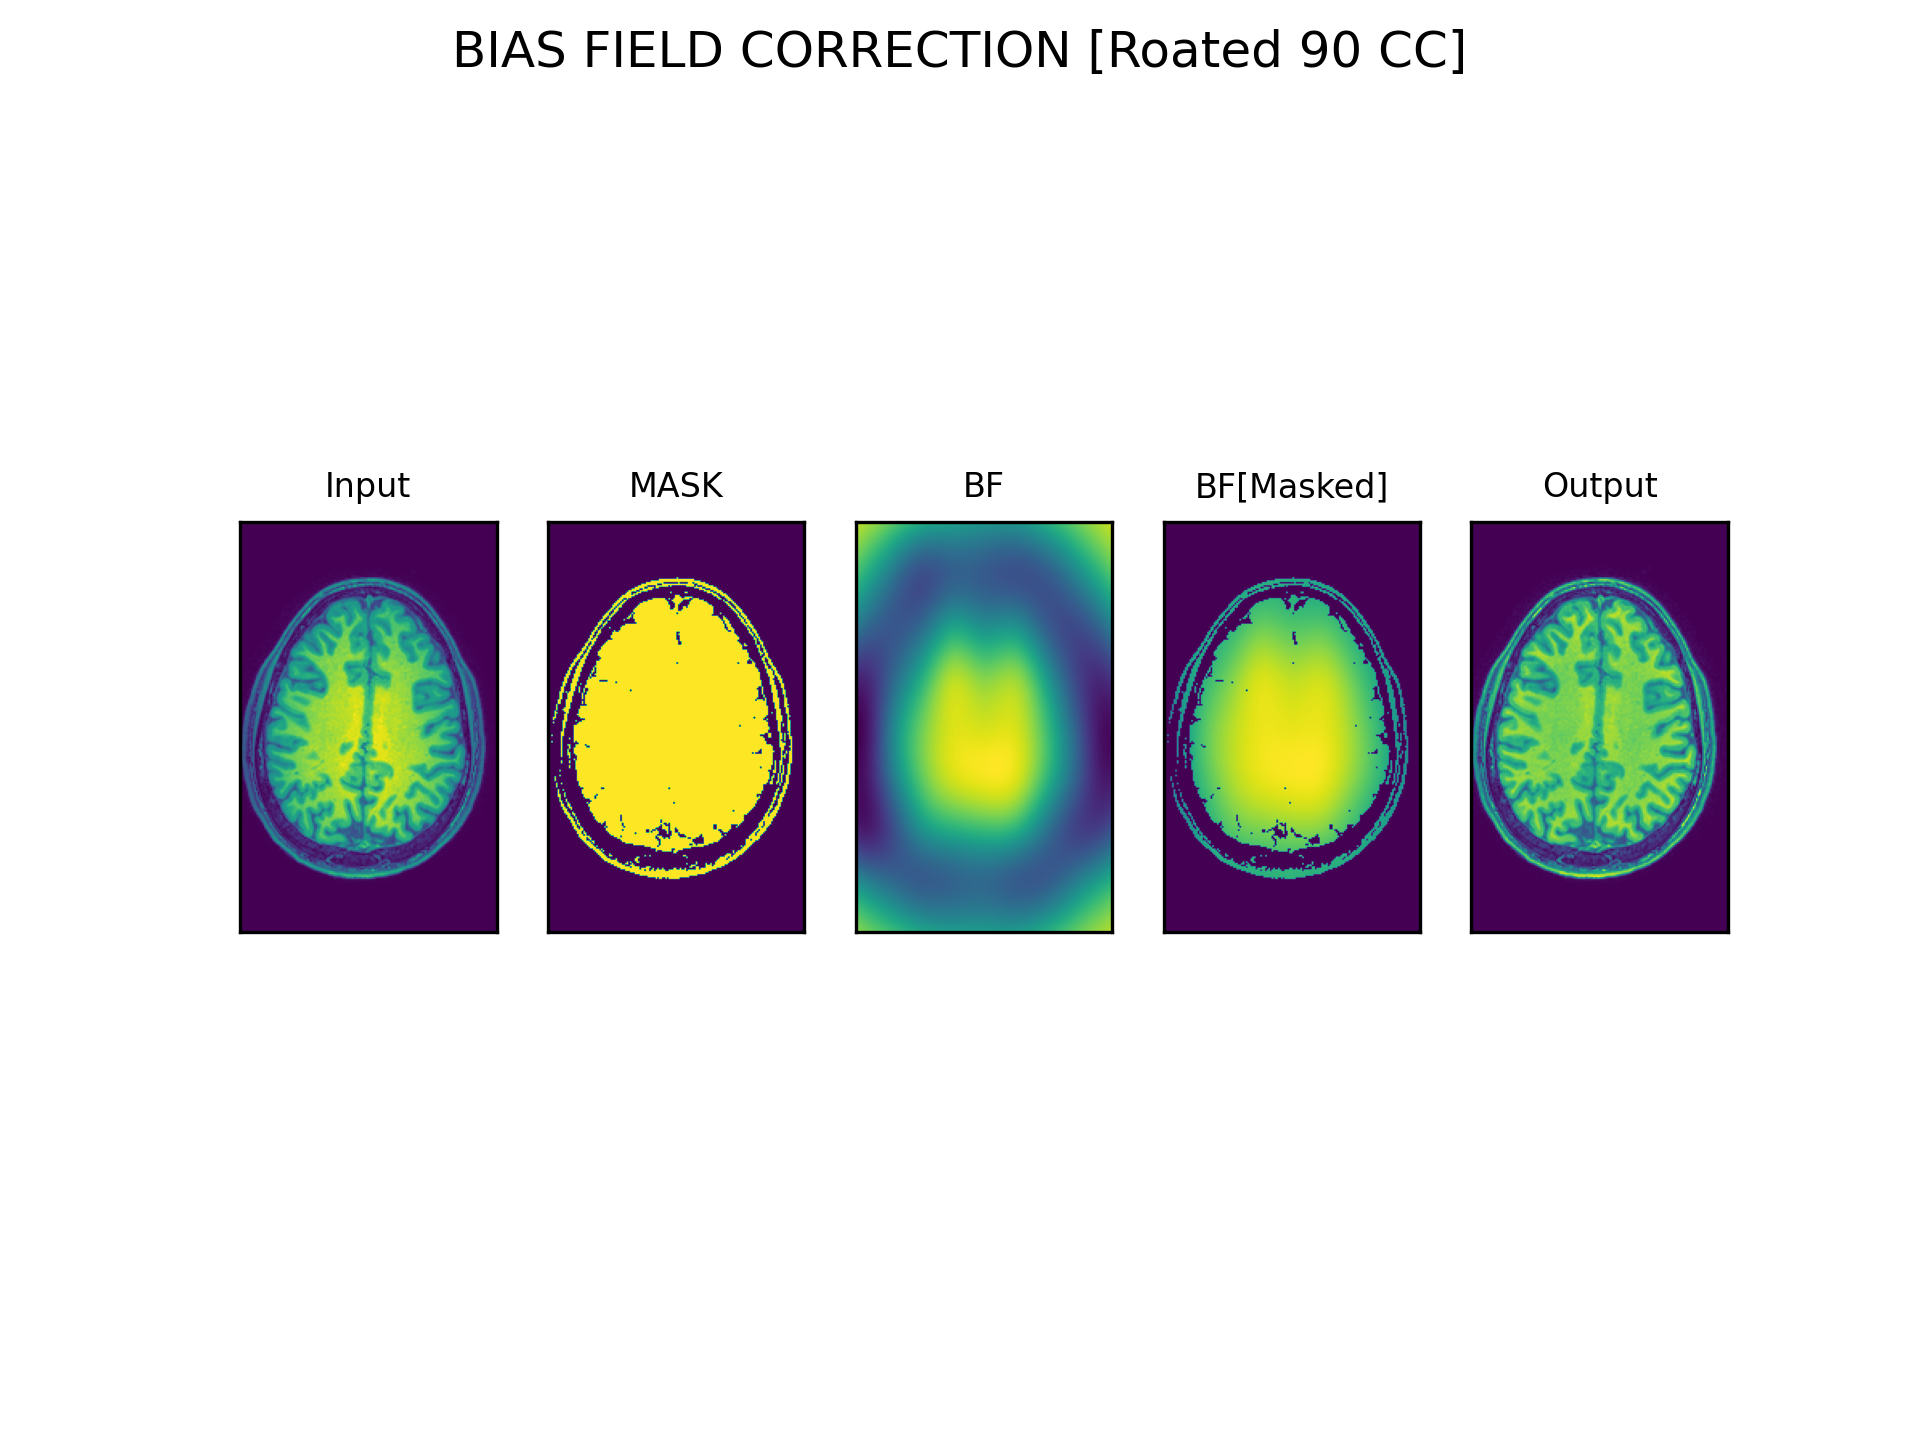 BIAS FIELD CORRECTION [Roated 90 CC]
Input
MASK
BF
BF[Masked]
Output